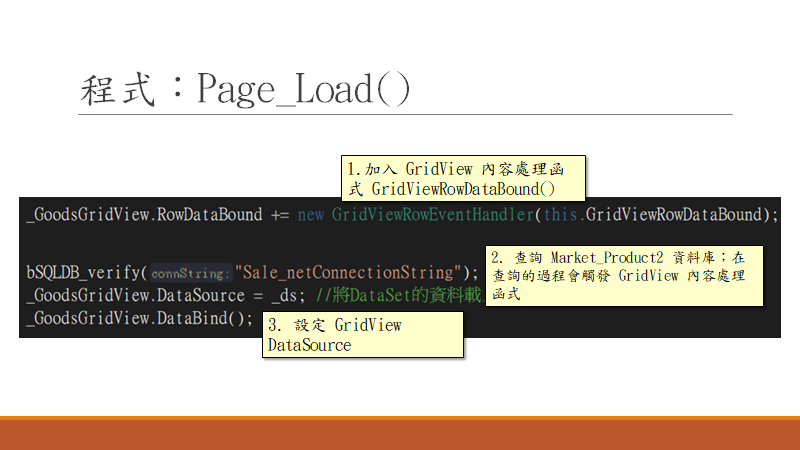 程式：Page_Load()
1.加入 GridView 內容處理函
式 GridViewRowDataBound()
_GoodsGridView.RowDataBound += new GridViewRowEventHandler(this.GridViewRowDataBound);
bSQLDB_verify(connString:"Sale_netConnectionString");
2. 查詢 Market_Product2 資料庫；在
查詢的過程會觸發 GridView 內容處理
函式
_GoodsGridView.DataSource = _ds; //將DataSet的資料載
_GoodsGridView.DataBind();
3. 設定 GridView
DataSource